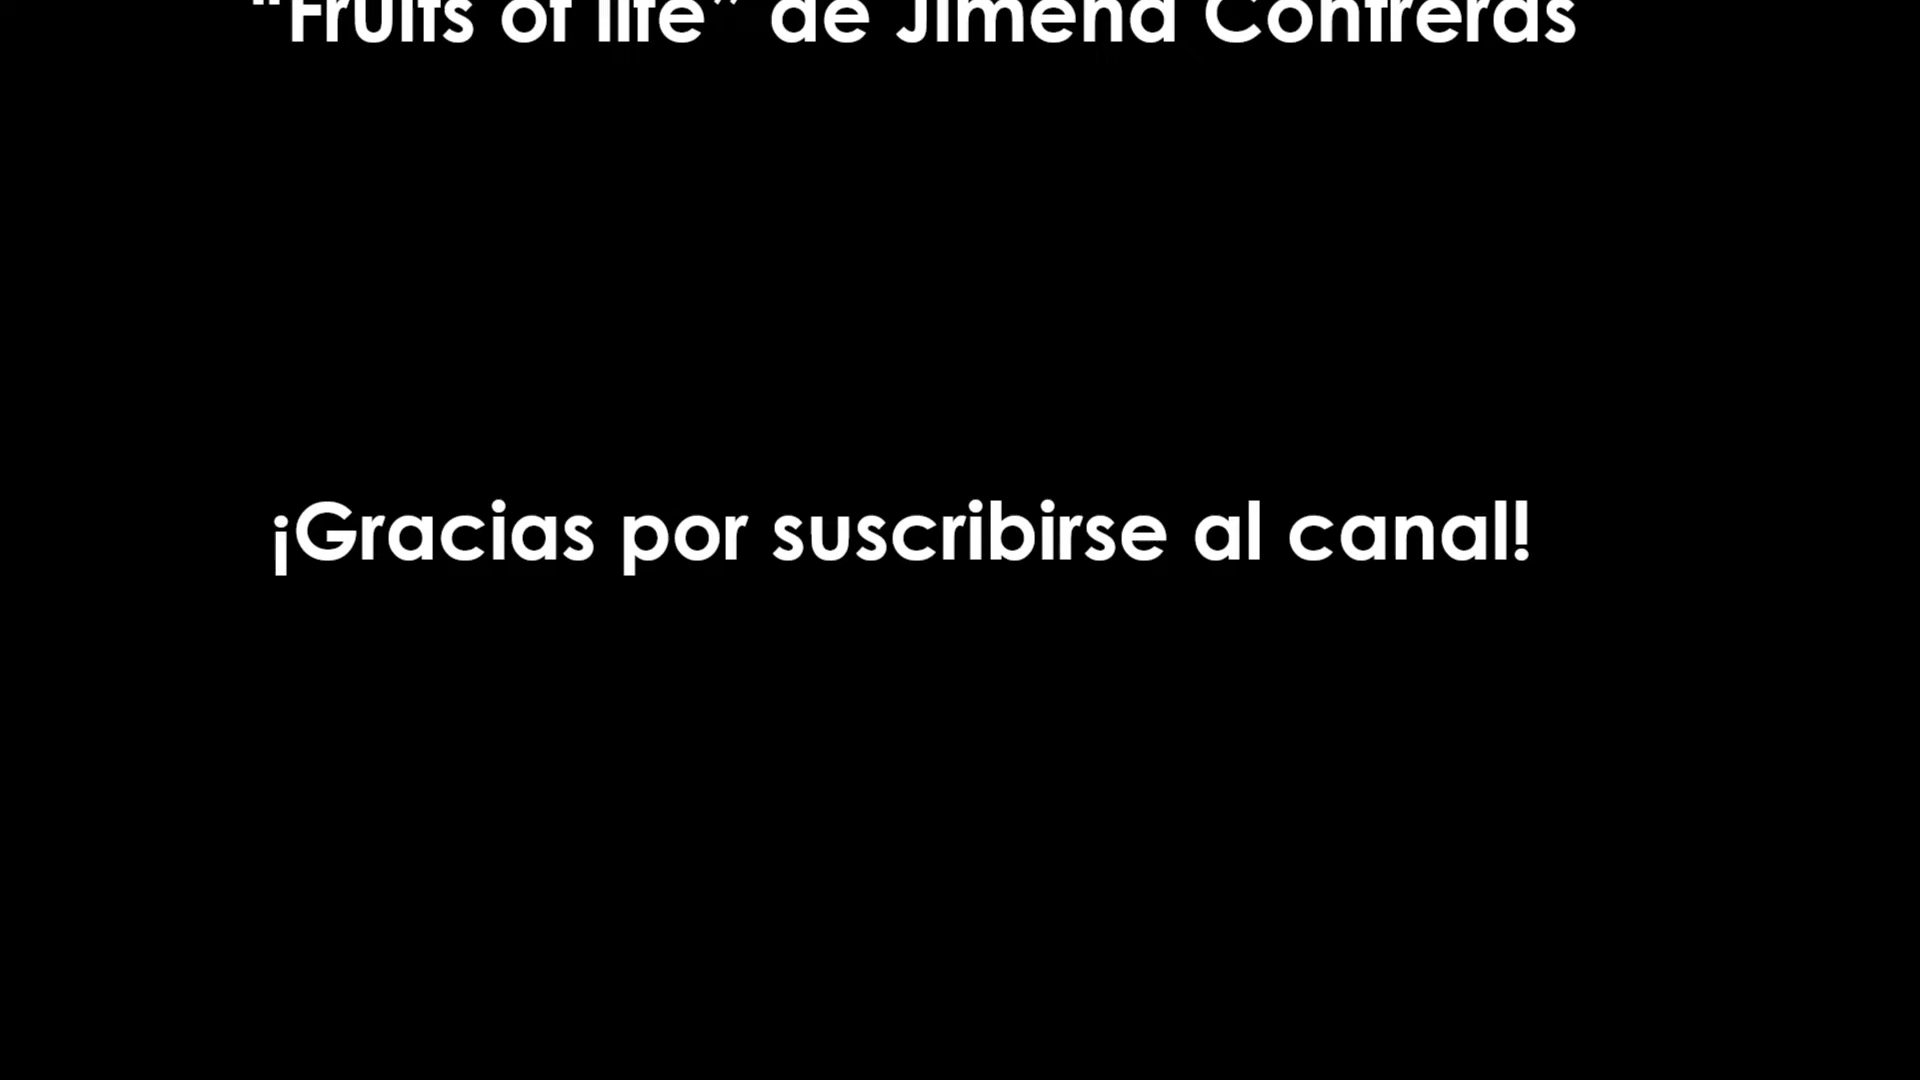 "Fruits of life” de Jimena Contreras
¡Gracias por suscribirse al canal!